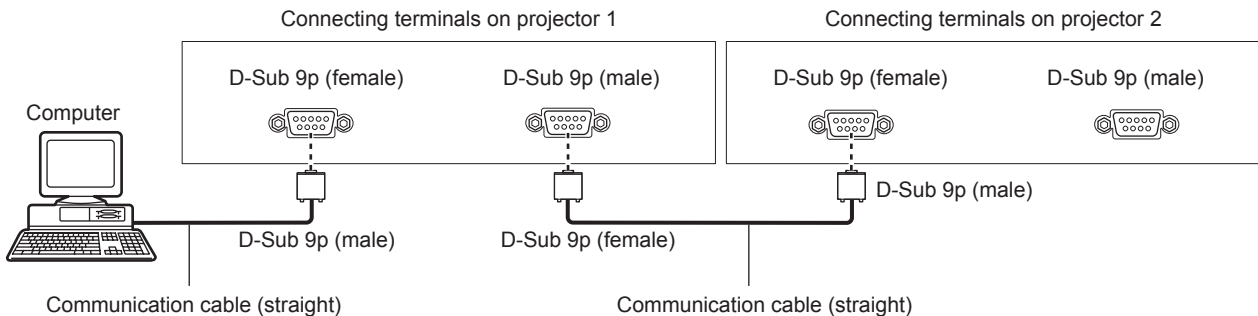 Connecting terminals on projector 1
Connecting terminals on projector 2
D-Sub 9p (female)
D-Sub 9p (male)
D-Sub 9p (female)
D-Sub 9p (male)
Computer
D-Sub 9p (male)
D-Sub 9p (male)
D-Sub 9p (female)
Communication cable (straight)
Communication cable (straight)